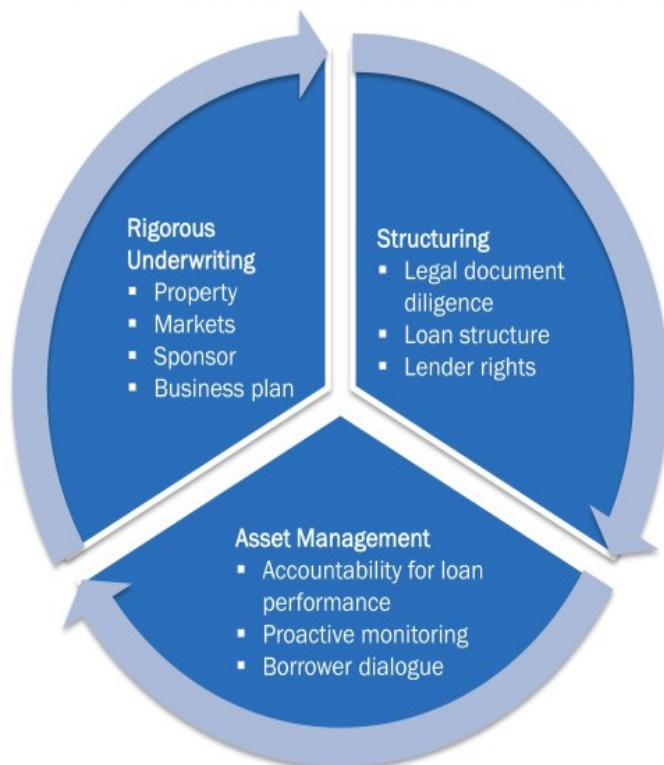 Rigorous
Underwriting
▪ Property
▪ Markets
▪ Sponsor
▪ Business plan
Structuring
▪ Legal document
diligence
▪ Loan structure
▪ Lender rights
Asset Management
▪ Accountability for loan
performance
▪ Proactive monitoring
▪ Borrower dialogue